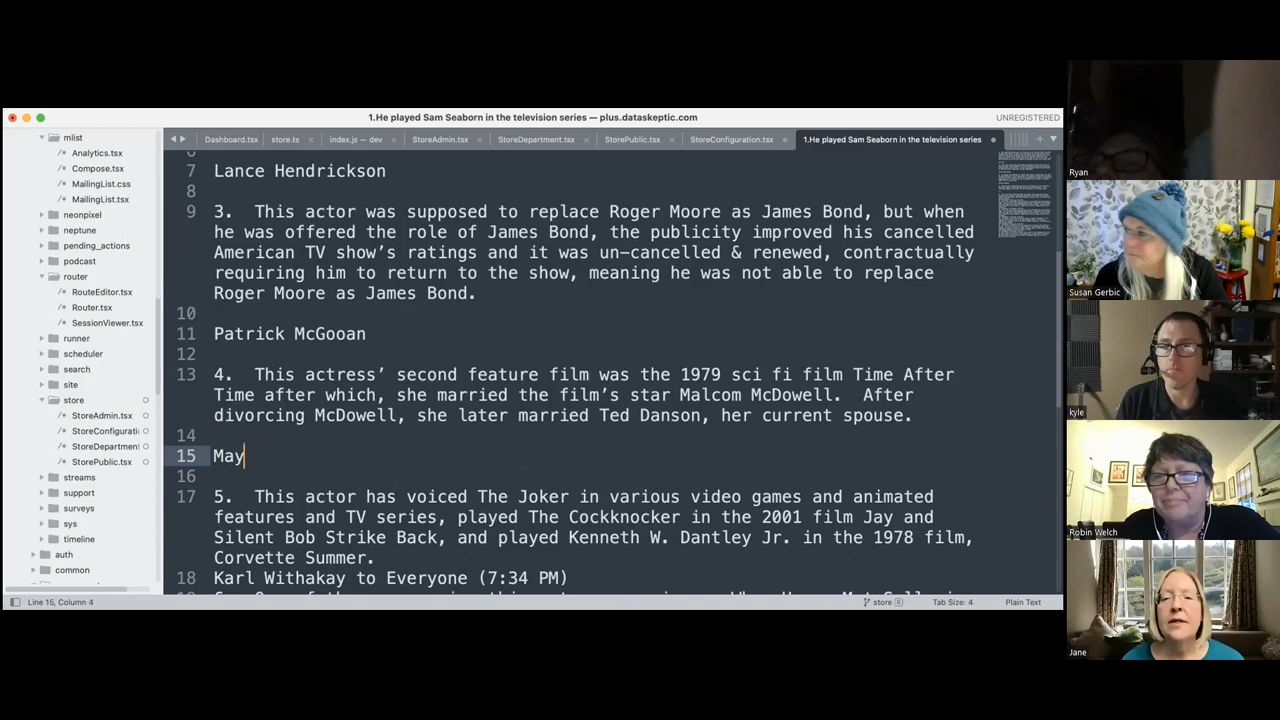 1.He played Sam Seaborn in the television series — plus.dataskeptic.com
UNREGISTERED
Dashboard.tsx
store.ts
index.js — dev
StoreAdmin.tsx
StoreDepartment.tsx
StorePublic.tsx
StoreConfiguration.tsx
1.He played Sam Seaborn in the television series
mlist
Analytics.tsx
Compose.tsx
MailingList.css
MailingList.tsx
neonpixel
neptune
pending_actions
podcast
router
RouteEditor.tsx
Router.tsx
SessionViewer.tsx
runner
scheduler
search
site
store
StoreAdmin.tsx
StoreConfigurati
StoreDepartment
StorePublic.tsx
streams
support
surveys
sys
timeline
auth
common
7 Lance Hendrickson
8
9 3. This actor was supposed to replace Roger Moore as James Bond, but when
he was offered the role of James Bond, the publicity improved his cancelled
American TV show’s ratings and it was un-cancelled & renewed, contractually
requiring him to return to the show, meaning he was not able to replace
Roger Moore as James Bond.
10
11 Patrick McGooan
12
13 4. This actress’ second feature film was the 1979 sci fi film Time After
Time after which, she married the film’s star Malcom McDowell. After
divorcing McDowell, she later married Ted Danson, her current spouse.
14
15 May
16
17 5. This actor has voiced The Joker in various video games and animated
features and TV series, played The Cockknocker in the 2001 film Jay and
Silent Bob Strike Back, and played Kenneth W. Dantley Jr. in the 1978 film,
Corvette Summer.
18 Karl Withakay to Everyone (7:34 PM)
Line 15, Column 4
store
8
Tab Size: 4
Plain Text
Ryan
Susan Gerbic
kyle
Robin Welch
Jane